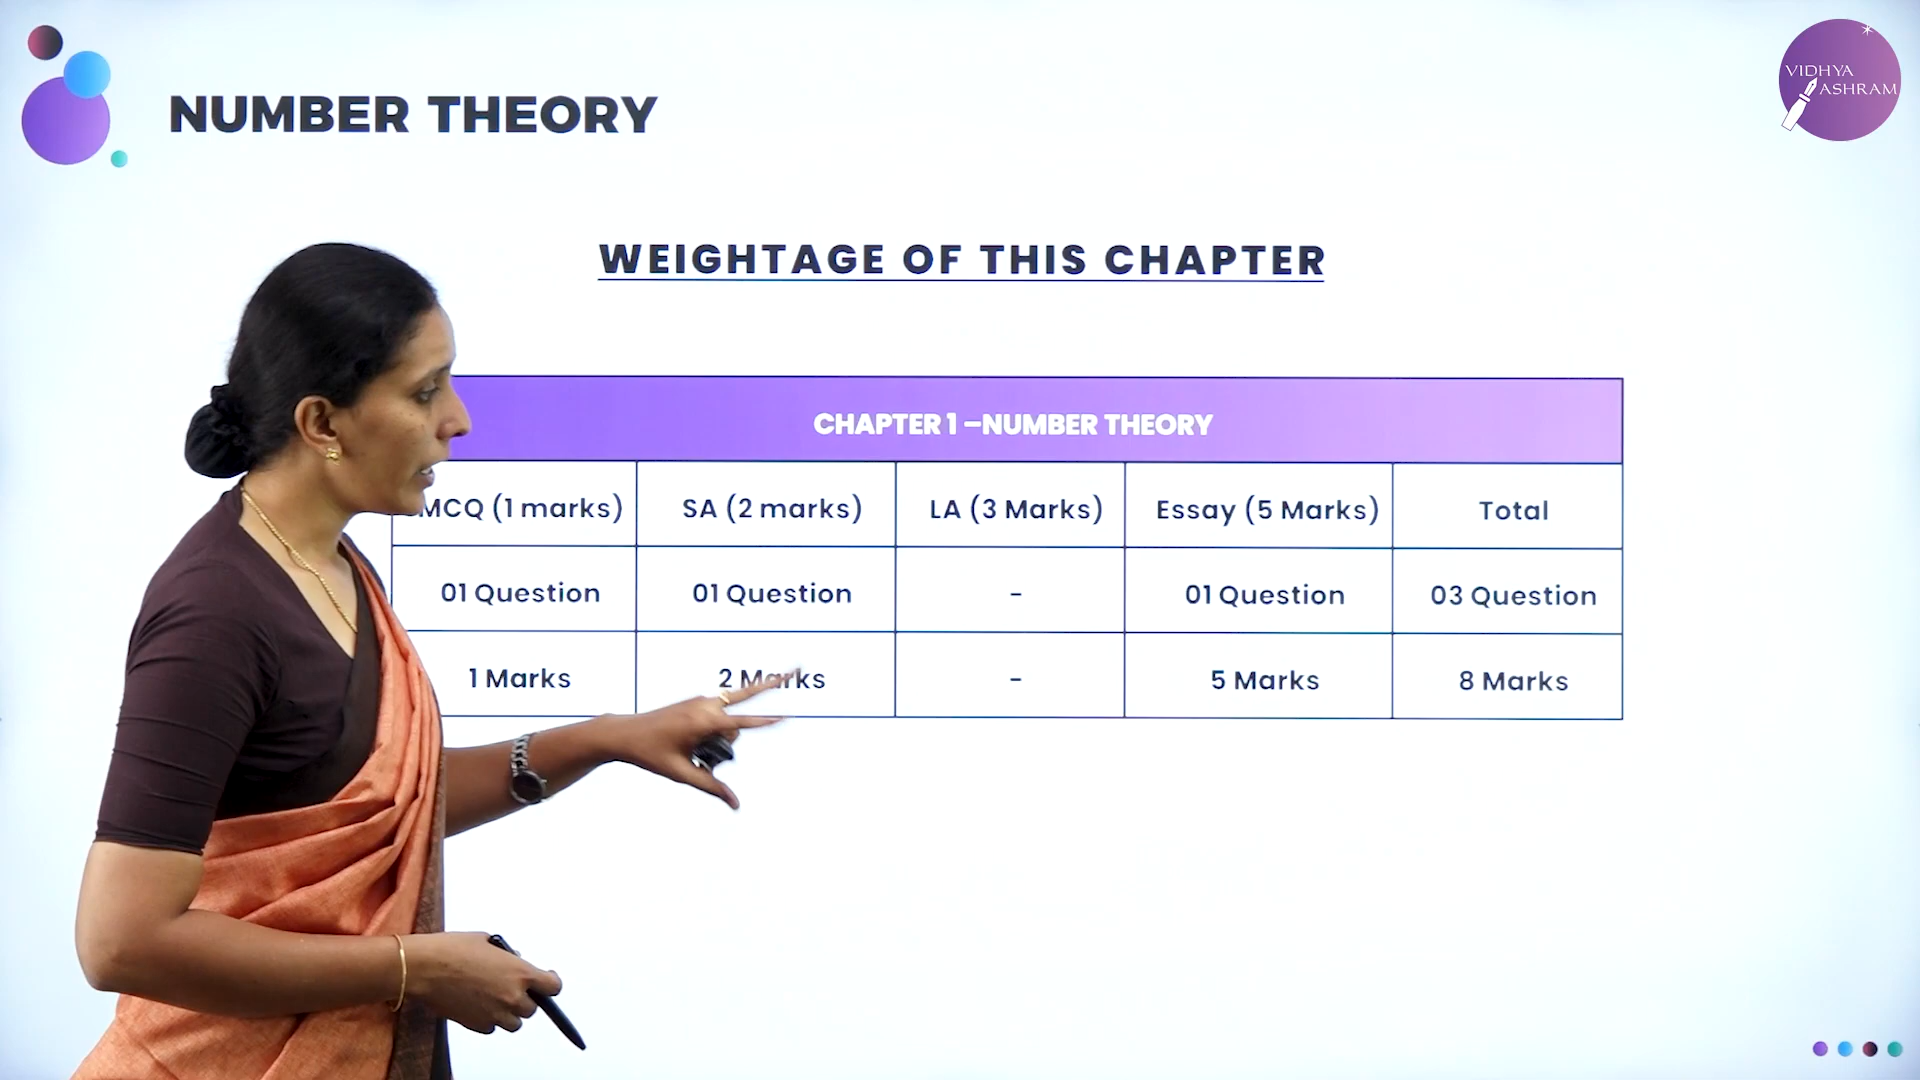 NUMBER THEORY
VIDHYA
ASHRAM
WEIGHTAGE OF THIS CHAPTER
CHAPTER 1 –NUMBER THEORY
MCQ (1 marks) SA (2 marks) LA (3 Marks) Essay (5 Marks) Total
01 Question 01 Question - 01 Question 03 Question
1 Marks 2 Marks - 5 Marks 8 Marks